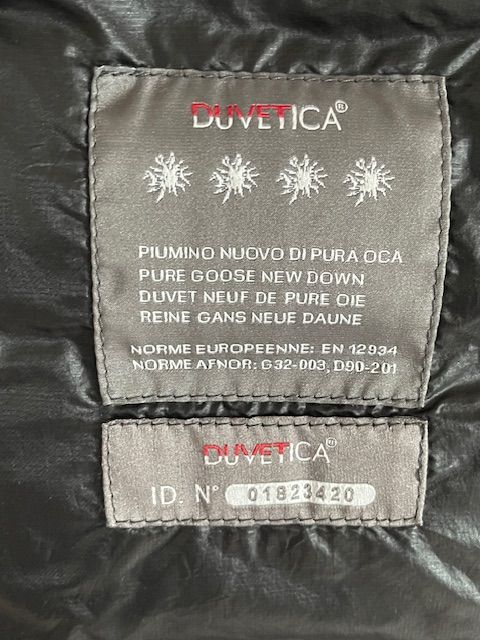 DUVETICA®
PIUMINO NUOVO DI PURA OCA
PURE GOOSE NEW DOWN
DUVET NEUF DE PURE OIE
REINE GANS NEUE DAUNE
NORME EUROPEENNE: EN 12934
NORME AFNOR: G32-003, D90-201
DUVETICA®
ID. N° 01823420